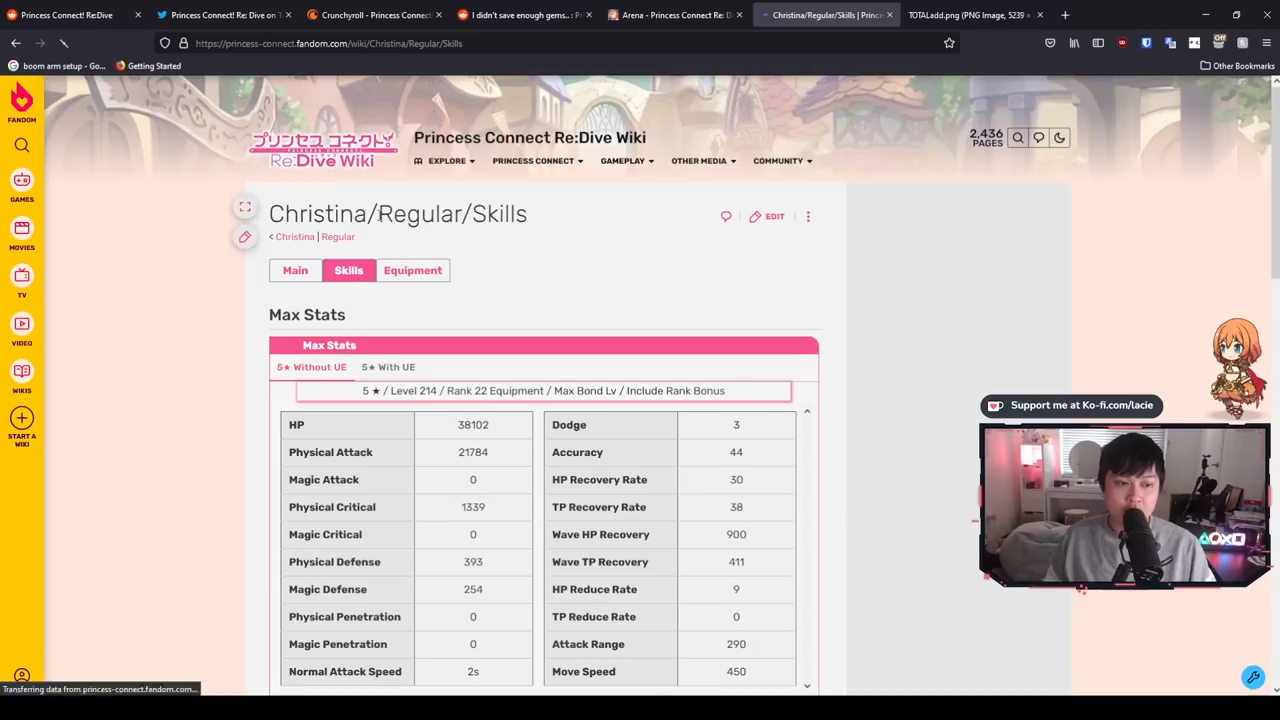 Princess Connect! Re:Dive
Princess Connect! Re: Dive on T
Crunchyroll - Princess Connect!
I didn't save enough gems.. : P
Arena - Princess Connect Re: D
Christina/Regular/Skills | Prince
TOTALadd.png (PNG Image, 5239 ×
https://princess-connect.fandom.com/wiki/Christina/Regular/Skills
Off
boom arm setup - Go...
Getting Started
Other Bookmarks
FANDOM
GAMES
MOVIES
TV
VIDEO
WIKIS
START A
WIKI
プリンセス コネクト!
PRINCESS CONNECT!
Re:Dive Wiki
Princess Connect Re:Dive Wiki
EXPLORE
PRINCESS CONNECT
GAMEPLAY
OTHER MEDIA
COMMUNITY
2,436
PAGES
Christina/Regular/Skills
EDIT
< Christina | Regular
Main
Skills
Equipment
Max Stats
Max Stats
5★ Without UE
5★ With UE
5 ★ / Level 214 / Rank 22 Equipment / Max Bond Lv / Include Rank Bonus
HP 38102 Dodge 3
Physical Attack 21784 Accuracy 44
Magic Attack 0 HP Recovery Rate 30
Physical Critical 1339 TP Recovery Rate 38
Magic Critical 0 Wave HP Recovery 900
Physical Defense 393 Wave TP Recovery 411
Magic Defense 254 HP Reduce Rate 9
Physical Penetration 0 TP Reduce Rate 0
Magic Penetration 0 Attack Range 290
Normal Attack Speed 2s Move Speed 450
Support me at Ko-fi.com/lacie
Transferring data from princess-connect.fandom.com...